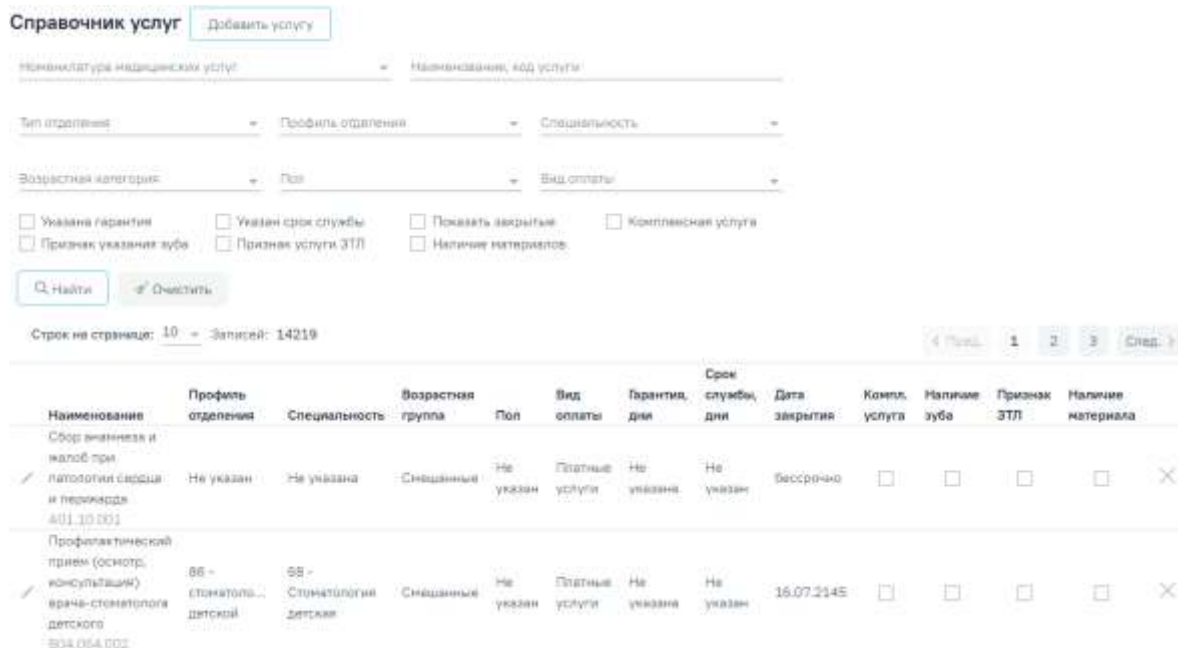 Справочник услуг Добавить услугу
Номенклатура медицинских услуг Наименование, код услуги
Тип отделения Профиль отделения Специальность
Возрастная категория Пол Вид оплаты
Указана гарантия Указан срок службы Показать закрытые Комплексная услуга
Признак указания зуба Признак услуги ЗТЛ Наличие материалов
Найти Очистить
Строк на странице: 10 Записей: 14219 Пред. 1 2 3 След.
Срок
Профиль Возрастная Вид Гарантия, службы, Дата Компл. Наличие Признак Наличие
Наименование отделения Специальность группа Пол оплаты дни дни закрытия услуга зуба ЗТЛ материала
Сбор анамнеза и
жалоб при
патологии сердца
и перикарда
Не указан Не указана Смешанные Не указан Платные услуги Не указана Не указан бессрочно
A01.10.001
Профилактический
прием (осмотр,
консультация)
врача-стоматолога
детского
86 - стоматоло... детской 68 - Стоматология детская Смешанные Не указан Платные услуги Не указана Не указан 16.07.2145
B04.064.002